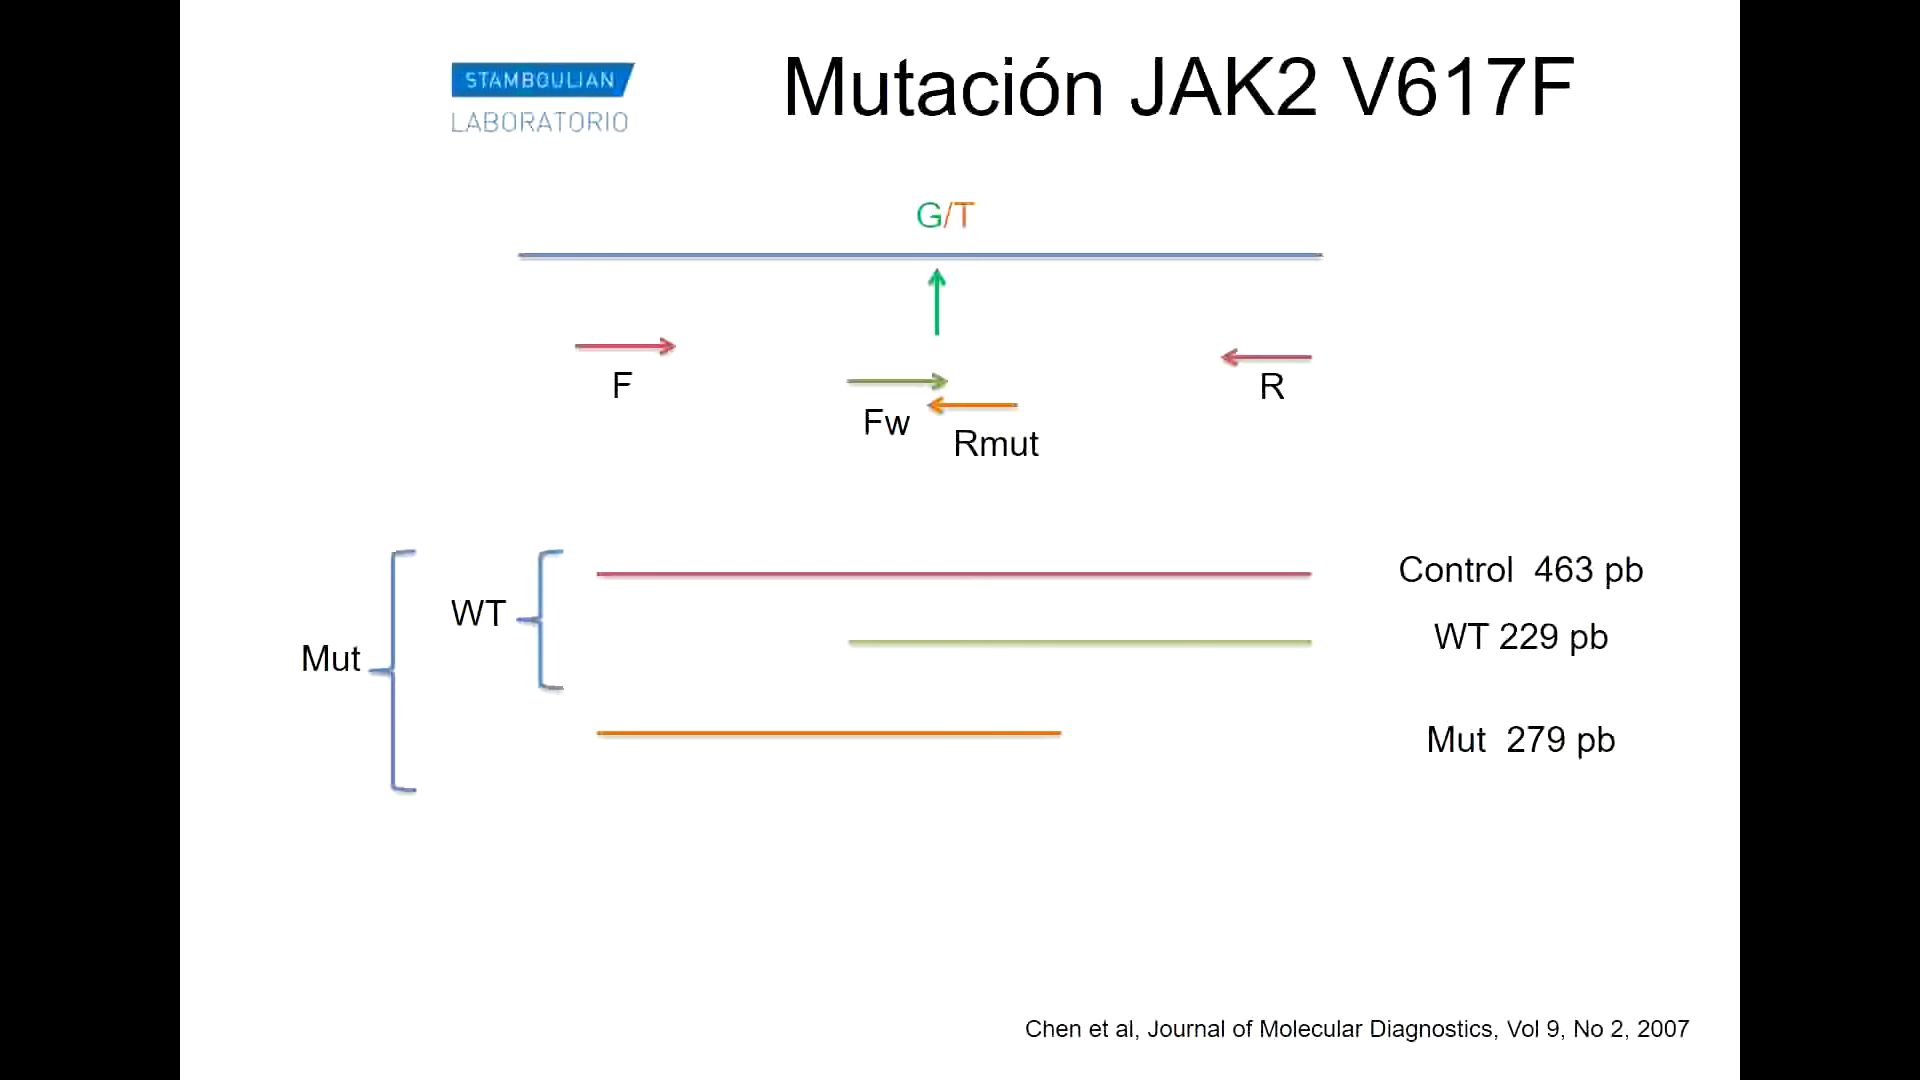 STAMBOULIAN
LABORATORIO
Mutación JAK2 V617F
G/T
F
R
Fw
Rmut
Control 463 pb
WT
WT 229 pb
Mut
Mut 279 pb
Chen et al, Journal of Molecular Diagnostics, Vol 9, No 2, 2007